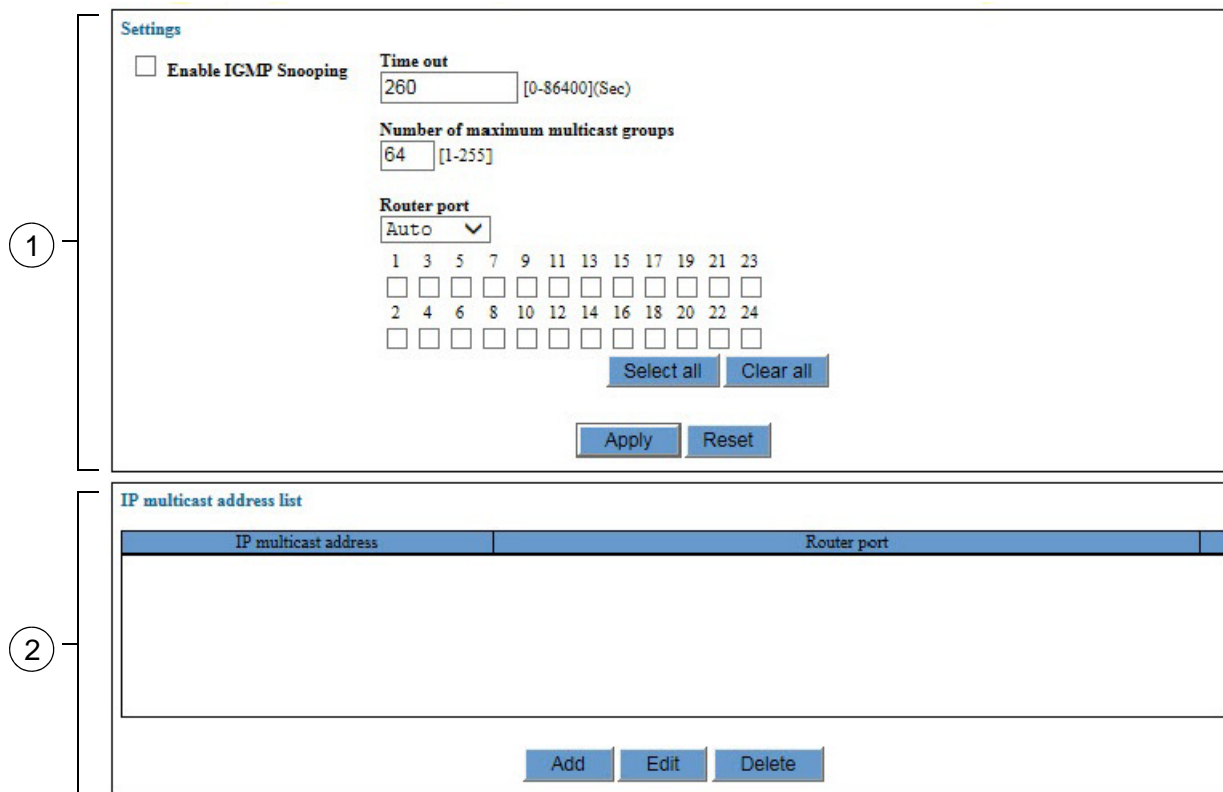 Settings
Enable IGMP Snooping
Time out
260 [0-86400](Sec)
Number of maximum multicast groups
64 [1-255]
Router port
Auto
1 3 5 7 9 11 13 15 17 19 21 23
2 4 6 8 10 12 14 16 18 20 22 24
Select all Clear all
Apply Reset
1
IP multicast address list
IP multicast address Router port
2
Add Edit Delete